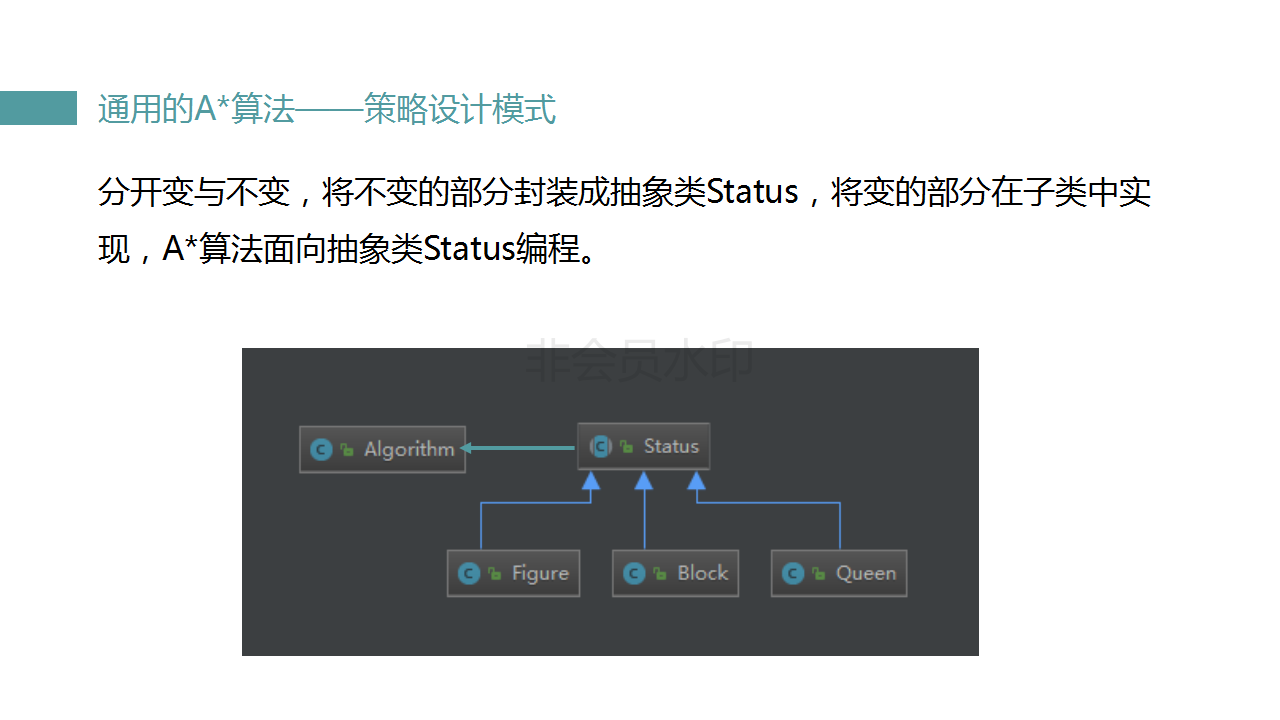 通用的A*算法——策略设计模式
分开变与不变，将不变的部分封装成抽象类Status，将变的部分在子类中实
现，A*算法面向抽象类Status编程。
非会员水印
C Algorithm
C Status
C Figure
C Block
C Queen